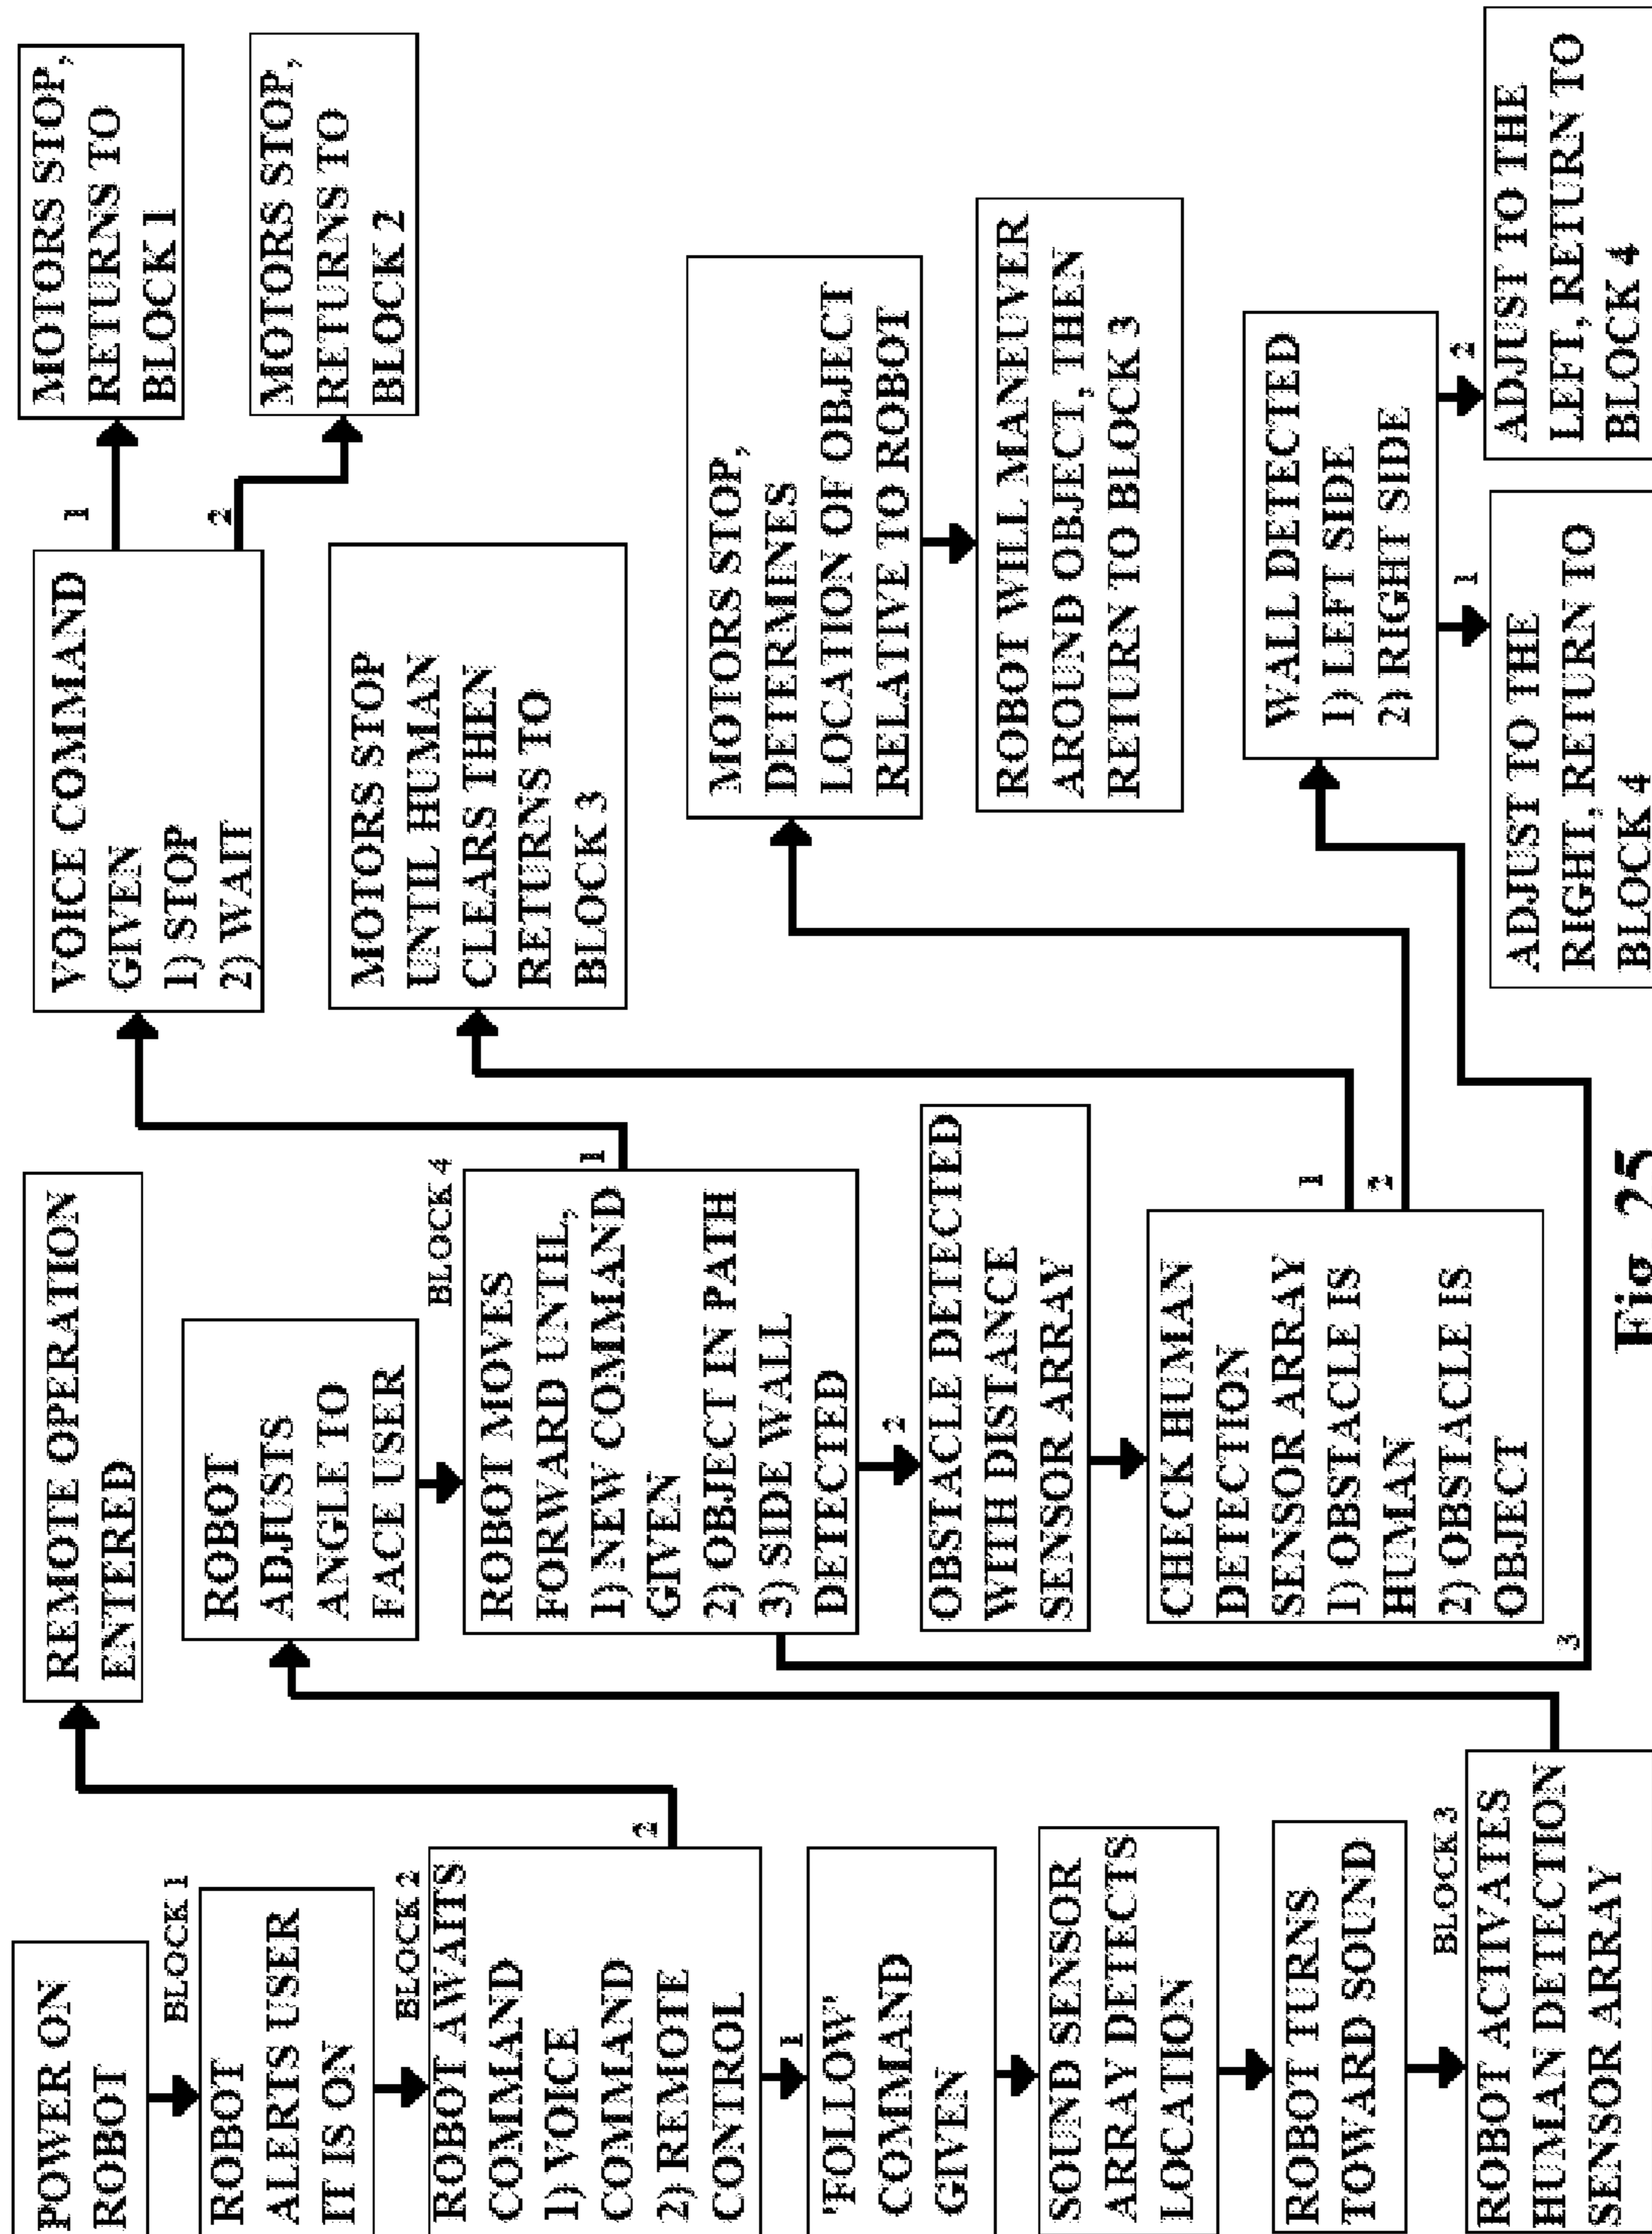 POWER ON
ROBOT
BLOCK 1
ROBOT
ALERTS USER
IT IS ON
BLOCK 2
ROBOT AWAITS
COMMAND
1) VOICE
COMMAND
2) REMOTE
CONTROL
1
2
'FOLLOW'
COMMAND
GIVEN
SOUND SENSOR
ARRAY DETECTS
LOCATION
ROBOT TURNS
TOWARD SOUND
BLOCK 3
ROBOT ACTIVATES
HUMAN DETECTION
SENSOR ARRAY
REMOTE OPERATION
ENTERED
ROBOT
ADJUSTS
ANGLE TO
FACE USER
BLOCK 4
ROBOT MOVES
FORWARD UNTIL,
1) NEW COMMAND
GIVEN
2) OBJECT IN PATH
3) SIDE WALL
DETECTED
1
2
3
OBSTACLE DETECTED
WITH DISTANCE
SENSOR ARRAY
CHECK HUMAN
DETECTION
SENSOR ARRAY
1) OBSTACLE IS
HUMAN
2) OBSTACLE IS
OBJECT
1
2
VOICE COMMAND
GIVEN
1) STOP
2) WAIT
1
2
MOTORS STOP,
RETURNS TO
BLOCK 1
MOTORS STOP,
RETURNS TO
BLOCK 2
MOTORS STOP
UNTIL HUMAN
CLEARS THEN
RETURNS TO
BLOCK 3
MOTORS STOP,
DETERMINES
LOCATION OF OBJECT
RELATIVE TO ROBOT
ROBOT WILL MANEUVER
AROUND OBJECT, THEN
RETURN TO BLOCK 3
WALL DETECTED
1) LEFT SIDE
2) RIGHT SIDE
1
2
ADJUST TO THE
RIGHT, RETURN TO
BLOCK 4
ADJUST TO THE
LEFT, RETURN TO
BLOCK 4
Fig. 25